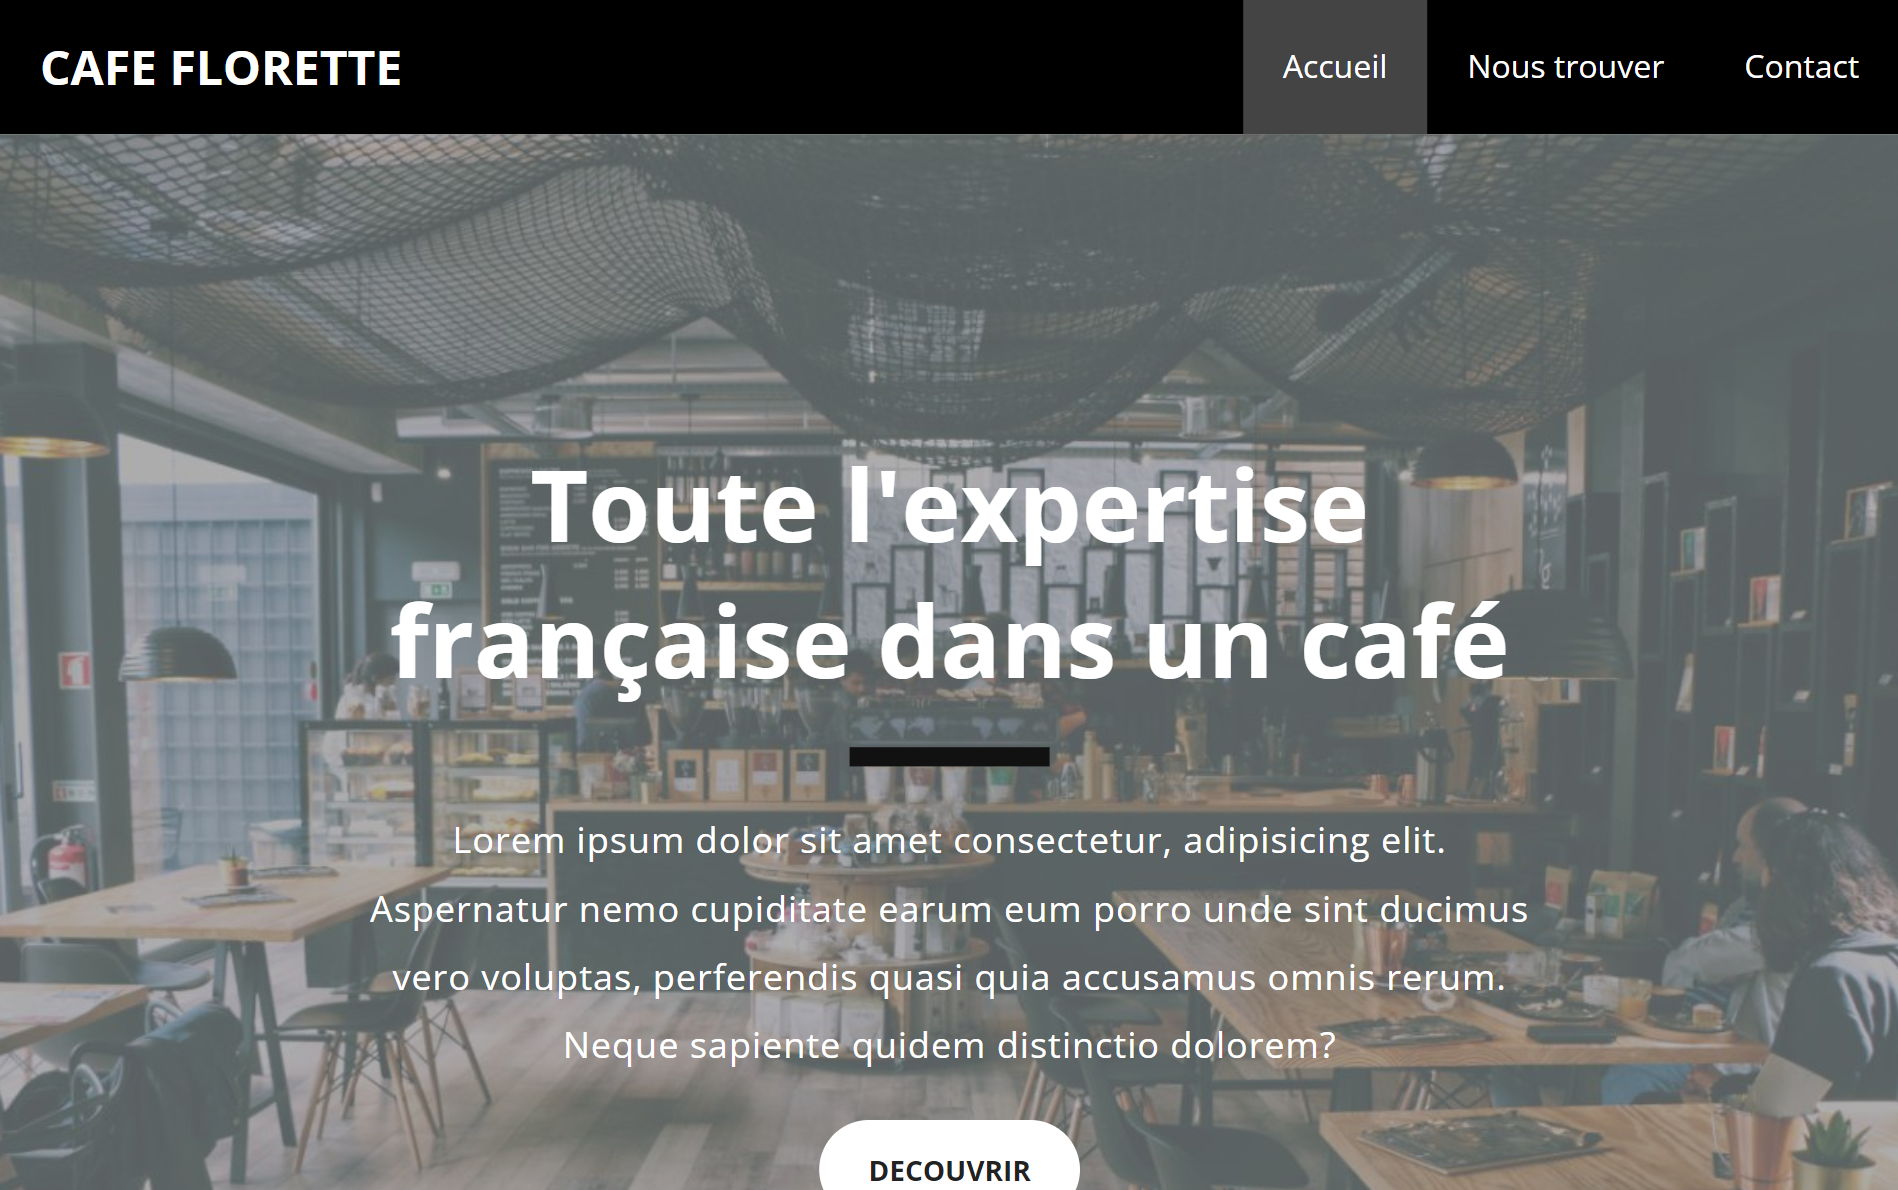 CAFE FLORETTE
Accueil
Nous trouver
Contact
Toute l'expertise
française dans un café
Lorem ipsum dolor sit amet consectetur, adipisicing elit.
Aspernatur nemo cupiditate earum eum porro unde sint ducimus
vero voluptas, perferendis quasi quia accusamus omnis rerum.
Neque sapiente quidem distinctio dolorem?
DECOUVRIR